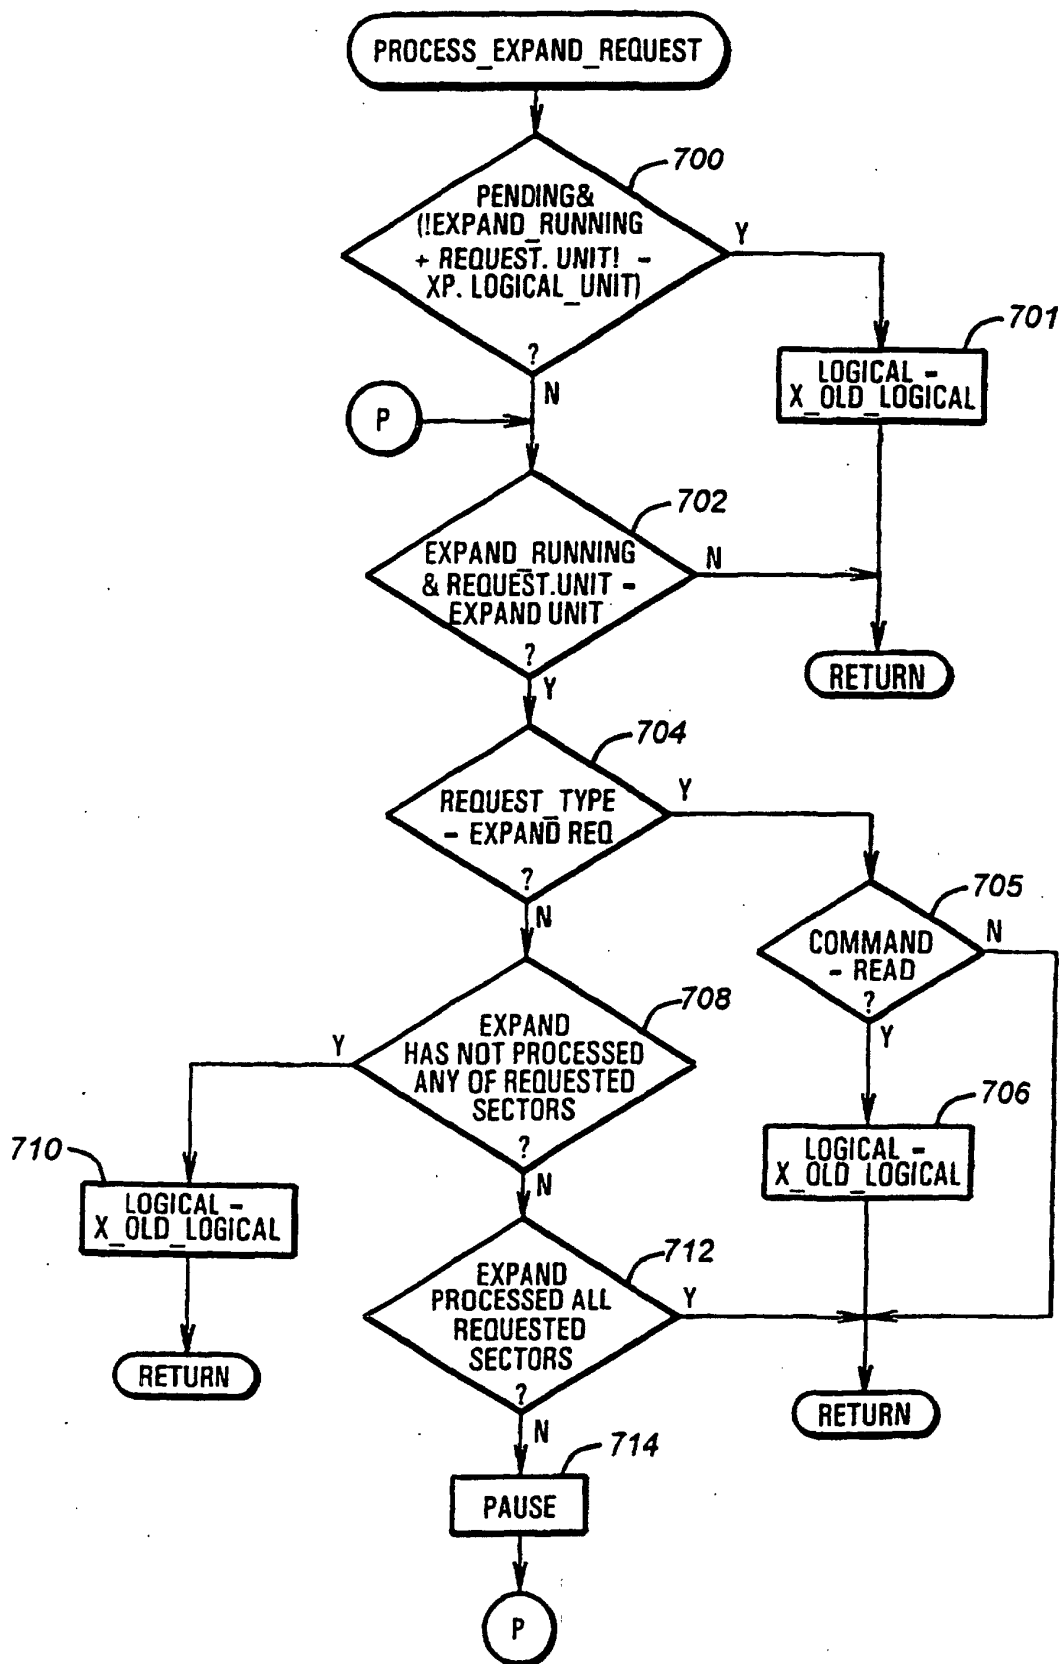 PROCESS_EXPAND_REQUEST
700
PENDING&
(!EXPAND_RUNNING
+ REQUEST. UNIT! -
XP. LOGICAL_UNIT)
?
Y
N
701
LOGICAL -
X_OLD_LOGICAL
P
702
EXPAND_RUNNING
& REQUEST.UNIT -
EXPAND UNIT
?
N
Y
RETURN
704
REQUEST_TYPE
- EXPAND REQ
?
Y
N
705
COMMAND
- READ
?
N
Y
708
EXPAND
HAS NOT PROCESSED
ANY OF REQUESTED
SECTORS
?
Y
N
706
LOGICAL -
X_OLD_LOGICAL
710
LOGICAL -
X_OLD_LOGICAL
RETURN
712
EXPAND
PROCESSED ALL
REQUESTED
SECTORS
?
Y
N
RETURN
714
PAUSE
P